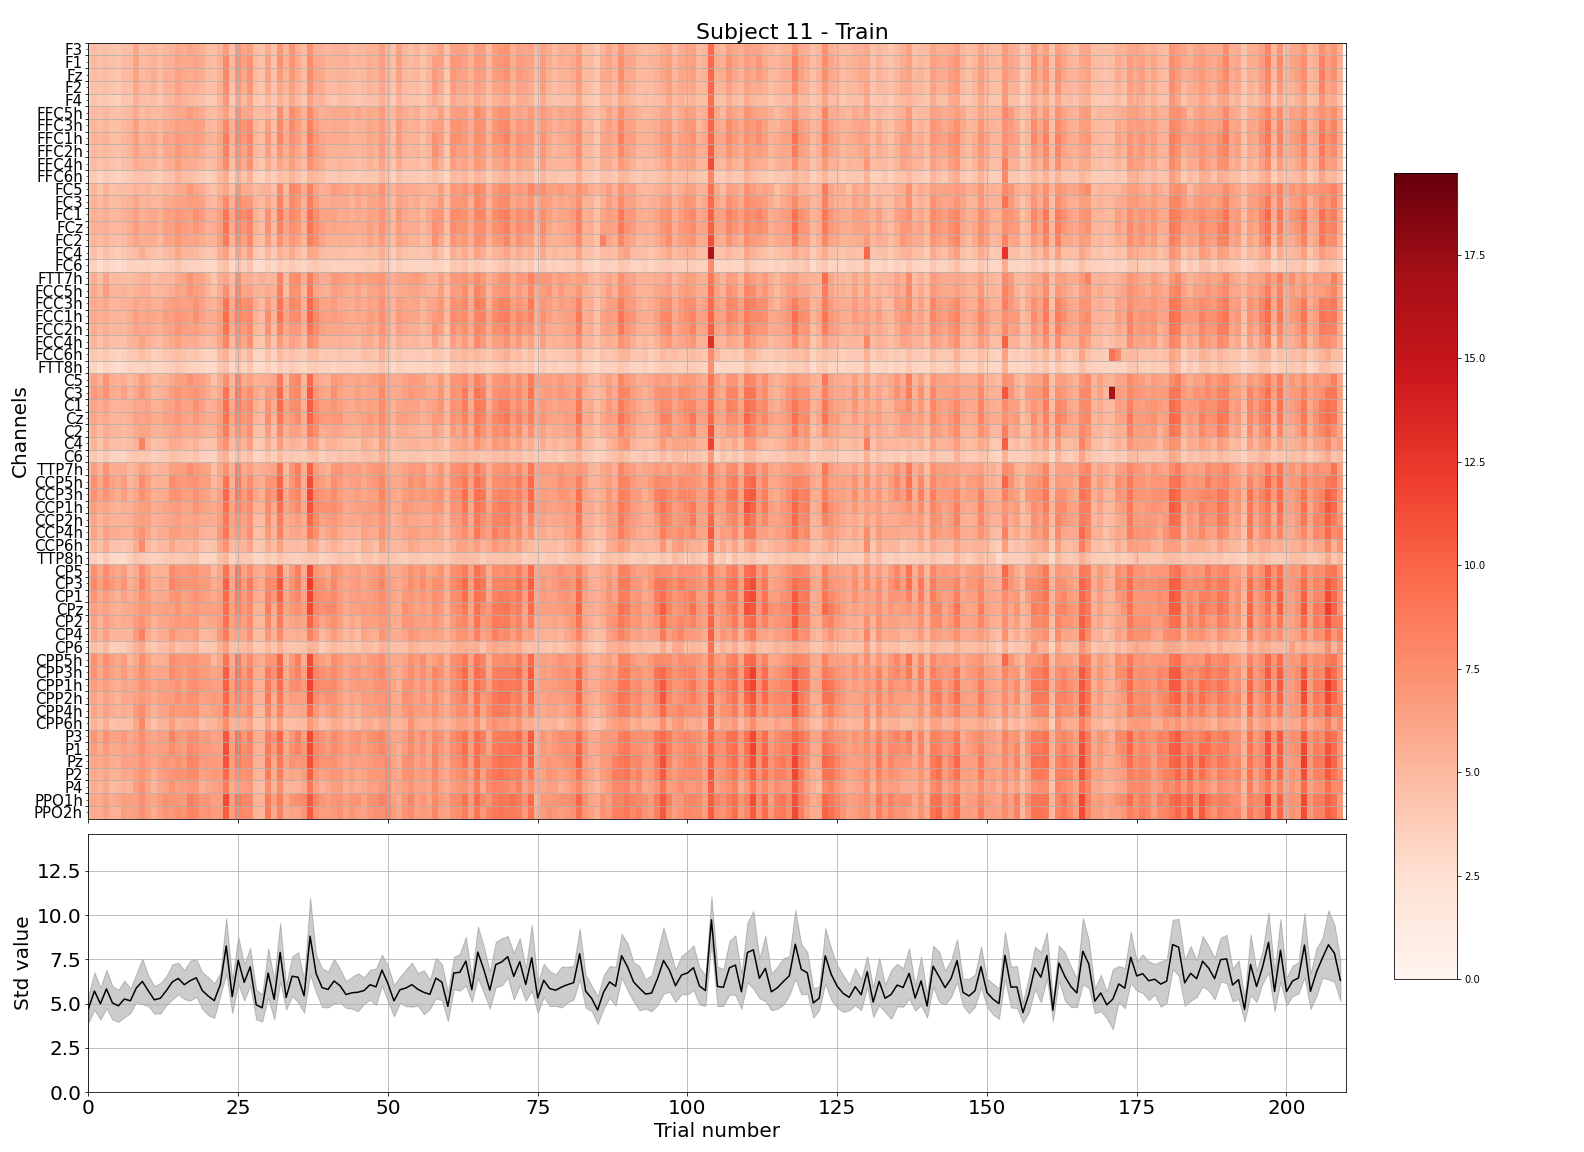 Subject 11 - Train
F3
F1
Fz
F2
F4
FFC5h
FFC3h
FFC1h
FFC2h
FFC4h
FFC6h
FC5
FC3
FC1
FCz
FC2
FC4
FC6
FTT7h
FCC5h
FCC3h
FCC1h
FCC2h
FCC4h
FCC6h
FTT8h
C5
C3
C1
Cz
C2
C4
C6
TTP7h
CCP5h
CCP3h
CCP1h
CCP2h
CCP4h
CCP6h
TTP8h
CP5
CP3
CP1
CPz
CP2
CP4
CP6
CPP5h
CPP3h
CPP1h
CPP2h
CPP4h
CPP6h
P3
P1
Pz
P2
P4
PPO1h
PPO2h
Channels
17.5
15.0
12.5
10.0
7.5
5.0
2.5
0.0
12.5
10.0
7.5
5.0
2.5
0.0
Std value
0 25 50 75 100 125 150 175 200
Trial number